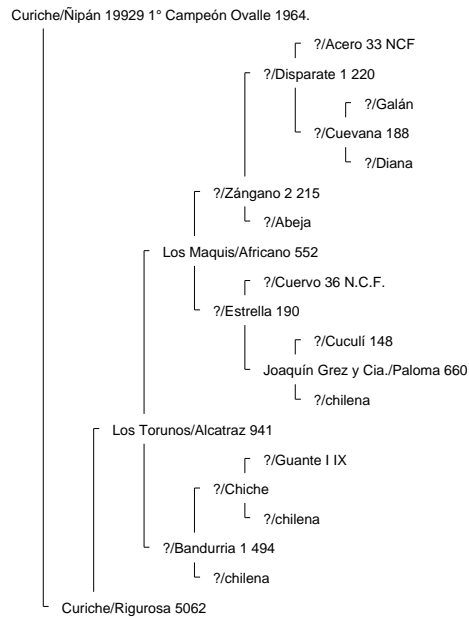 Curiche/Ñipán 19929 1° Campeón Ovalle 1964.
?/Acero 33 NCF
?/Disparate 1 220
?/Galán
?/Cuevana 188
?/Diana
?/Zángano 2 215
?/Abeja
Los Maquis/Africano 552
?/Cuervo 36 N.C.F.
?/Estrella 190
?/Cuculí 148
Joaquín Grez y Cia./Paloma 660
?/chilena
Los Torunos/Alcatraz 941
?/Guante I IX
?/Chiche
?/chilena
?/Bandurria 1 494
?/chilena
Curiche/Rigurosa 5062